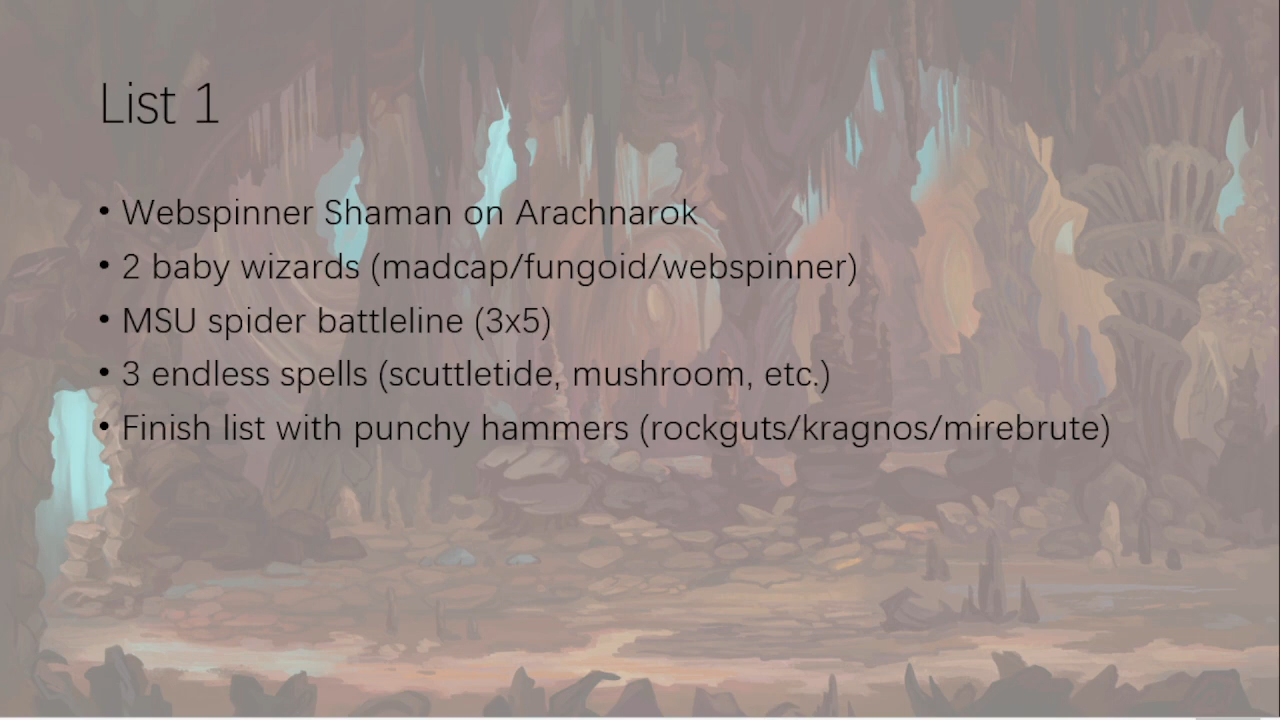 List 1
• Webspinner Shaman on Arachnarok
• 2 baby wizards (madcap/fungoid/webspinner)
• MSU spider battleline (3x5)
• 3 endless spells (scuttletide, mushroom, etc.)
• Finish list with punchy hammers (rockguts/kragnos/mirebrute)